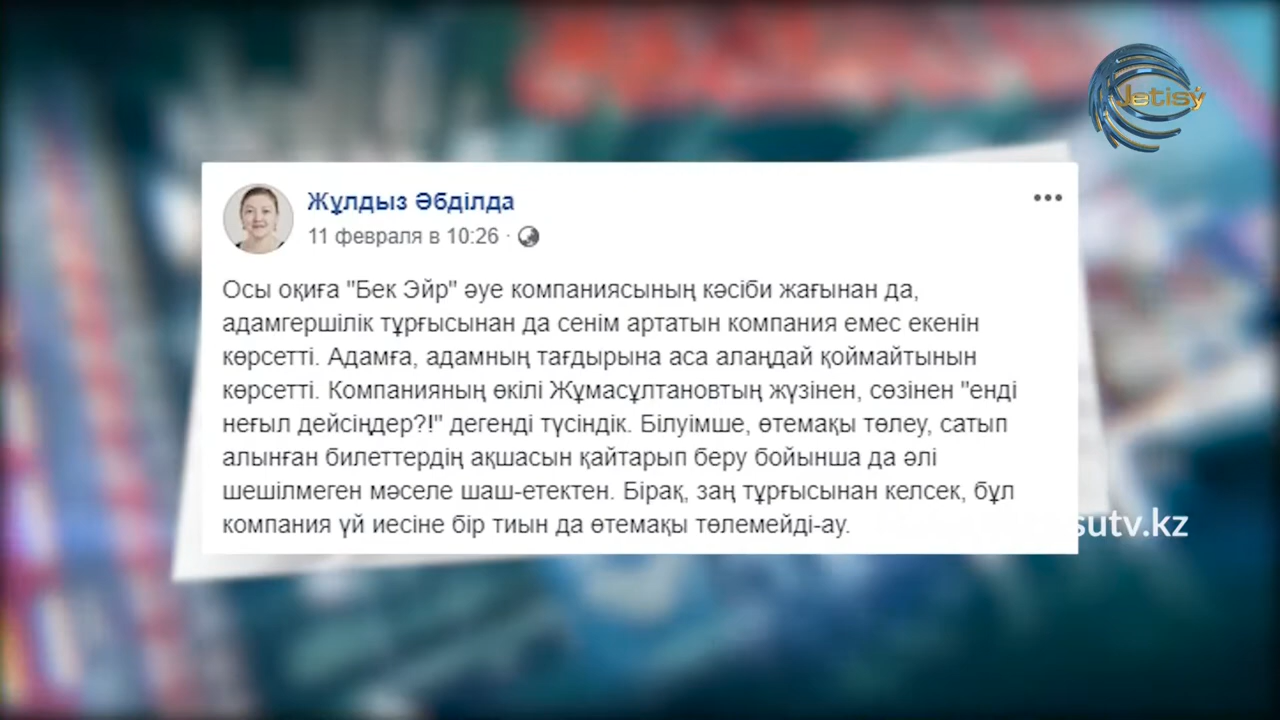 Jetisý
Жұлдыз Әбділда
11 февраля в 10:26 ·
Осы оқиға "Бек Эйр" әуе компаниясының кәсіби жағынан да,
адамгершілік тұрғысынан да сенім артатын компания емес екенін
көрсетті. Адамға, адамның тағдырына аса алаңдай қоймайтынын
көрсетті. Компанияның өкілі Жұмасұлтановтың жүзінен, сөзінен "енді
неғыл дейсіңдер?!" дегенді түсіндік. Білуімше, өтемақы төлеу, сатып
алынған билеттердің ақшасын қайтарып беру бойынша да әлі
шешілмеген мәселе шаш-етектен. Бірақ, заң тұрғысынан келсек, бұл
компания үй иесіне бір тиын да өтемақы төлемейді-ау.
sutv.kz